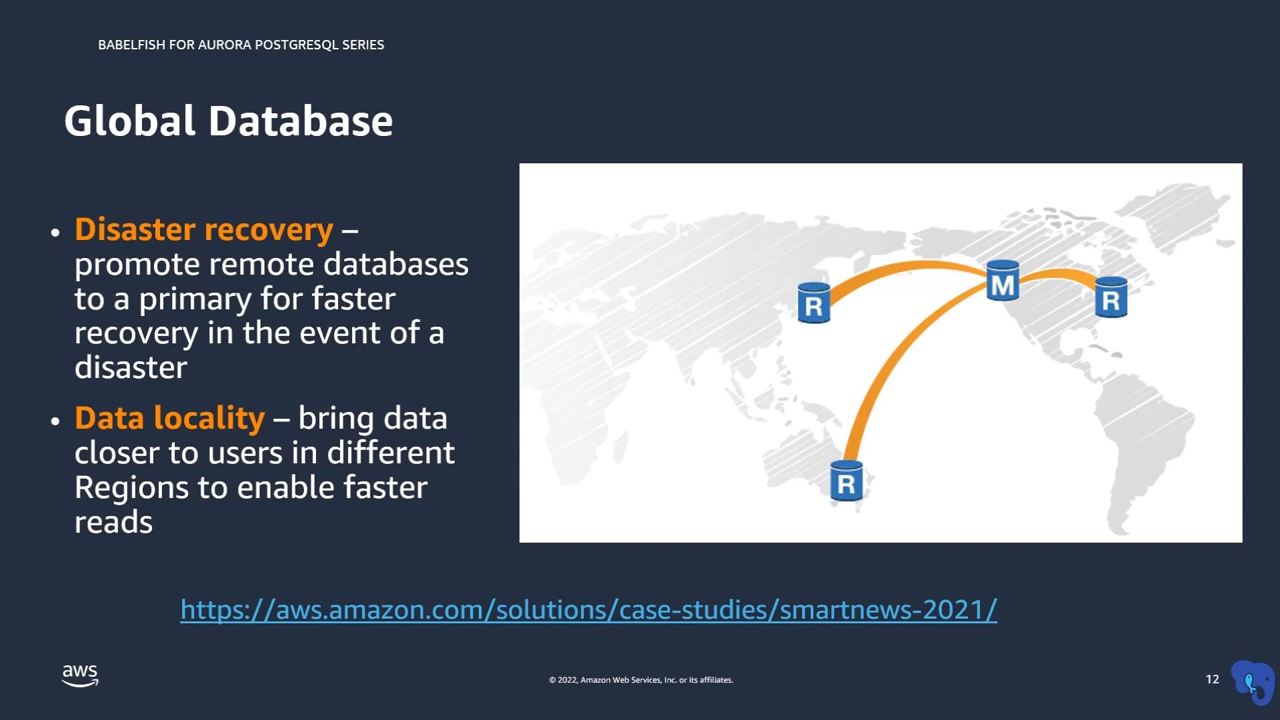 BABELFISH FOR AURORA POSTGRESQL SERIES
Global Database
• Disaster recovery –
promote remote databases
to a primary for faster
recovery in the event of a
disaster
• Data locality – bring data
closer to users in different
Regions to enable faster
reads
R
M
R
R
https://aws.amazon.com/solutions/case-studies/smartnews-2021/
aws
© 2022, Amazon Web Services, Inc. or its affiliates.
12